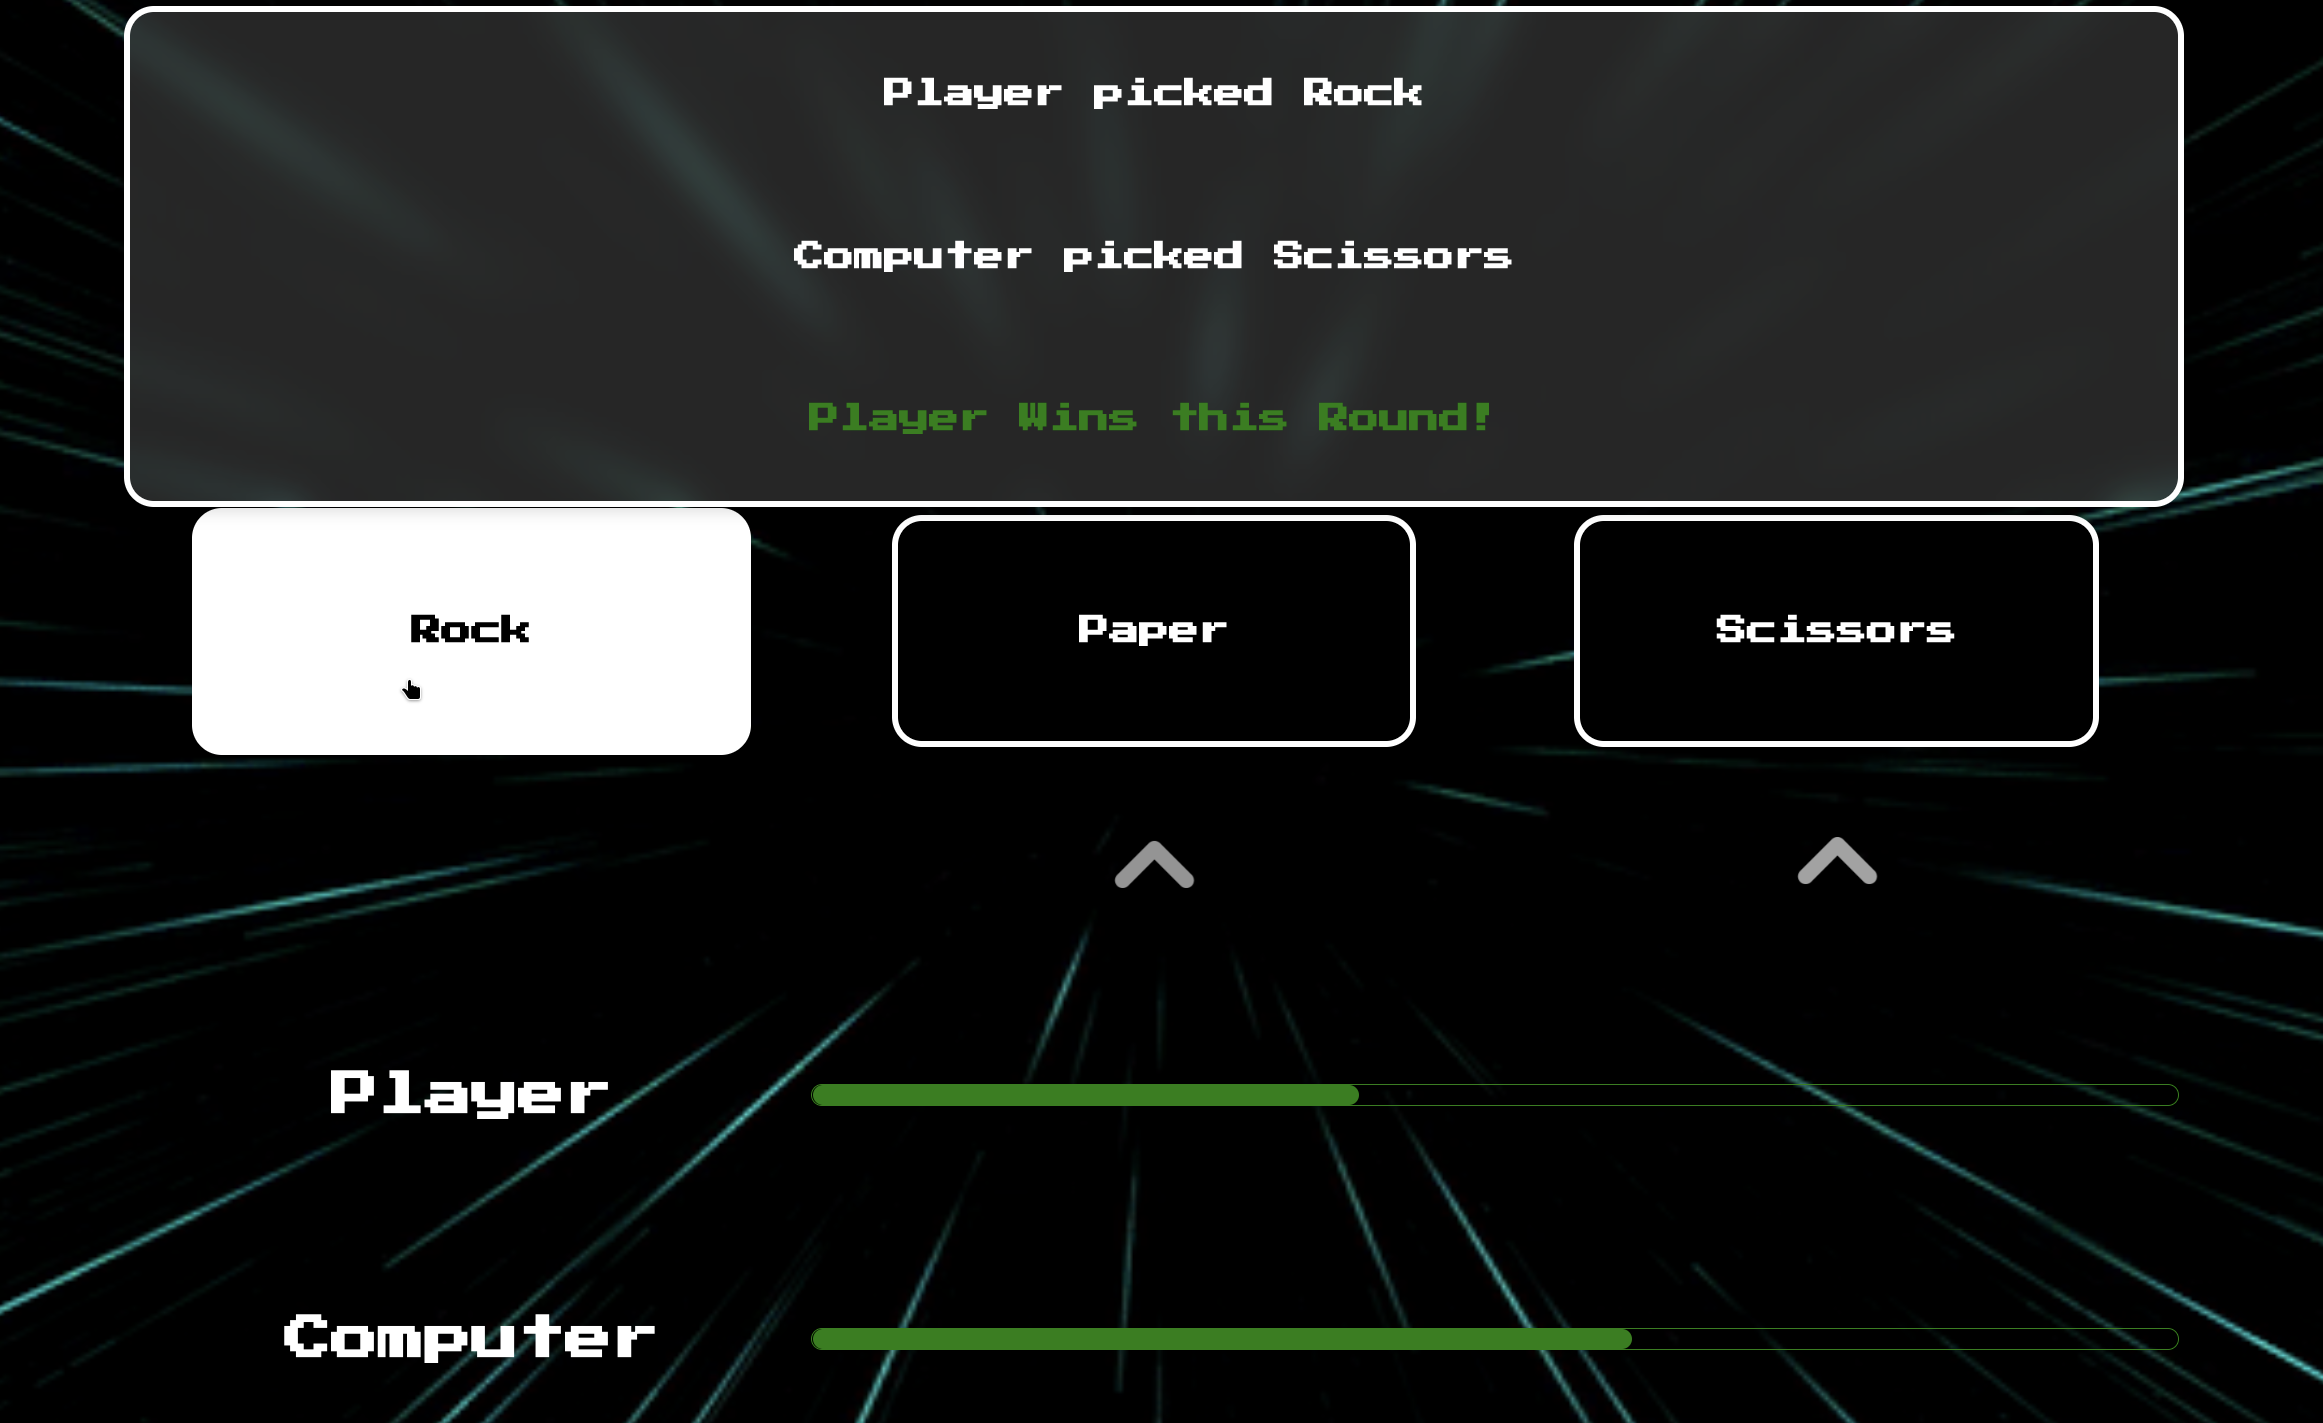 Player picked Rock
Computer picked Scissors
Player Wins this Round!
Rock
Paper
Scissors
Player
Computer